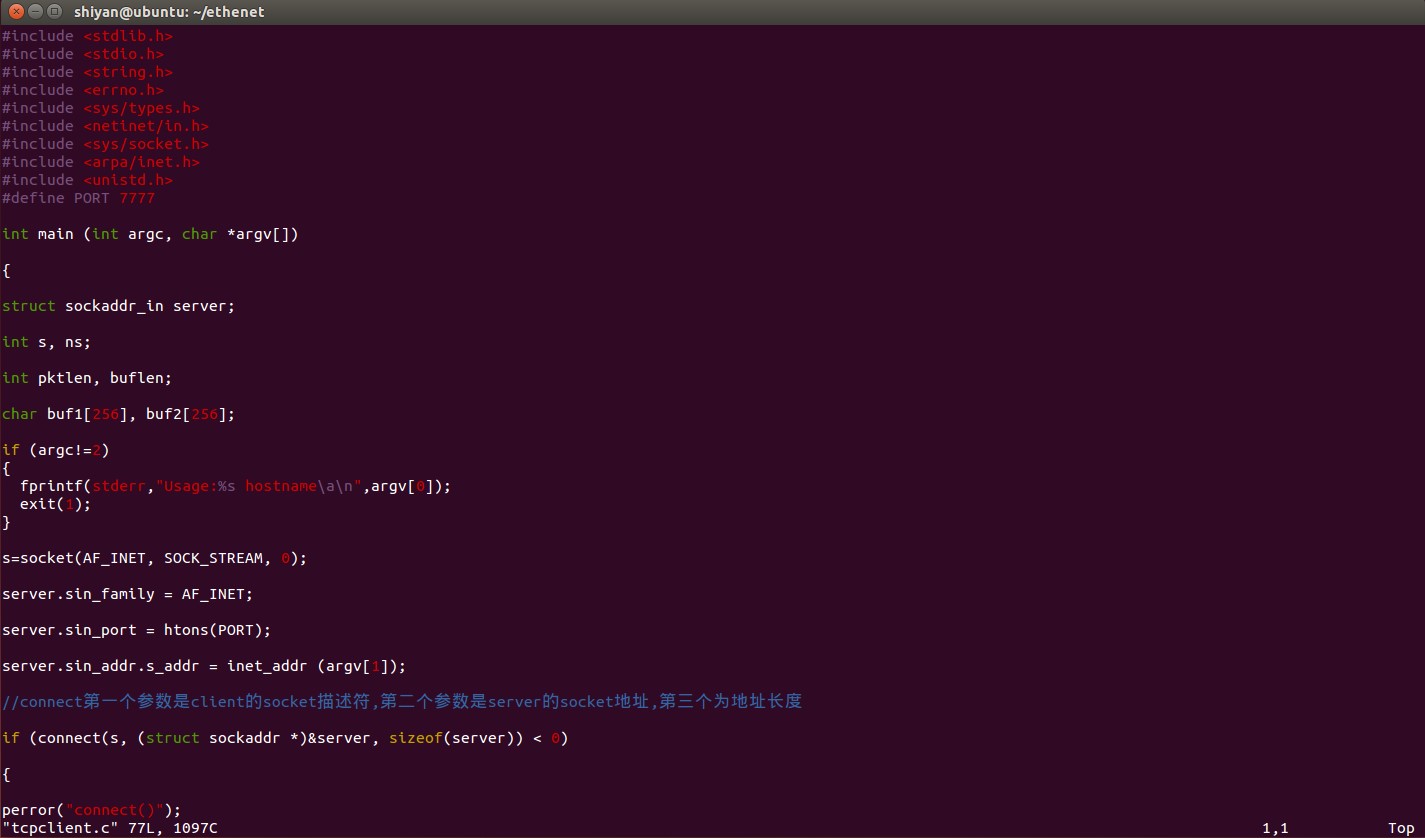 shiyan@ubuntu: ~/ethenet
#include <stdlib.h>
#include <stdio.h>
#include <string.h>
#include <errno.h>
#include <sys/types.h>
#include <netinet/in.h>
#include <sys/socket.h>
#include <arpa/inet.h>
#include <unistd.h>
#define PORT 7777
int main (int argc, char *argv[])
{
struct sockaddr_in server;
int s, ns;
int pktlen, buflen;
char buf1[256], buf2[256];
if (argc!=2)
{
  fprintf(stderr,"Usage:%s hostname\a\n",argv[0]);
  exit(1);
}
s=socket(AF_INET, SOCK_STREAM, 0);
server.sin_family = AF_INET;
server.sin_port = htons(PORT);
server.sin_addr.s_addr = inet_addr (argv[1]);
//connect第一个参数是client的socket描述符,第二个参数是server的socket地址,第三个为地址长度
if (connect(s, (struct sockaddr *)&server, sizeof(server)) < 0)
{
perror("connect()");
"tcpclient.c" 77L, 1097C 1,1 Top